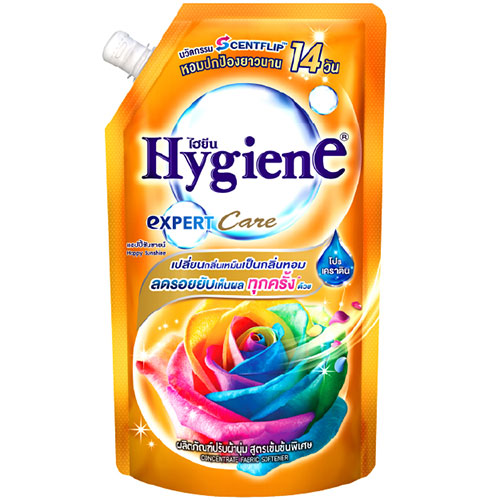 นวัตกรรม SCENTFLIP™
หอมปกป้องยาวนาน 14 วัน
ไฮยีน
Hygiene®
EXPERT Care
แฮปปี้ซันชายน์
Happy Sunshine
โปร
เคราติน
เปลี่ยนกลิ่นเหม็นเป็นกลิ่นหอม
ลดรอยยับเห็นผล ทุกครั้ง ด้วย
ผลิตภัณฑ์ปรับผ้านุ่ม สูตรเข้มข้นพิเศษ
CONCENTRATE FABRIC SOFTENER